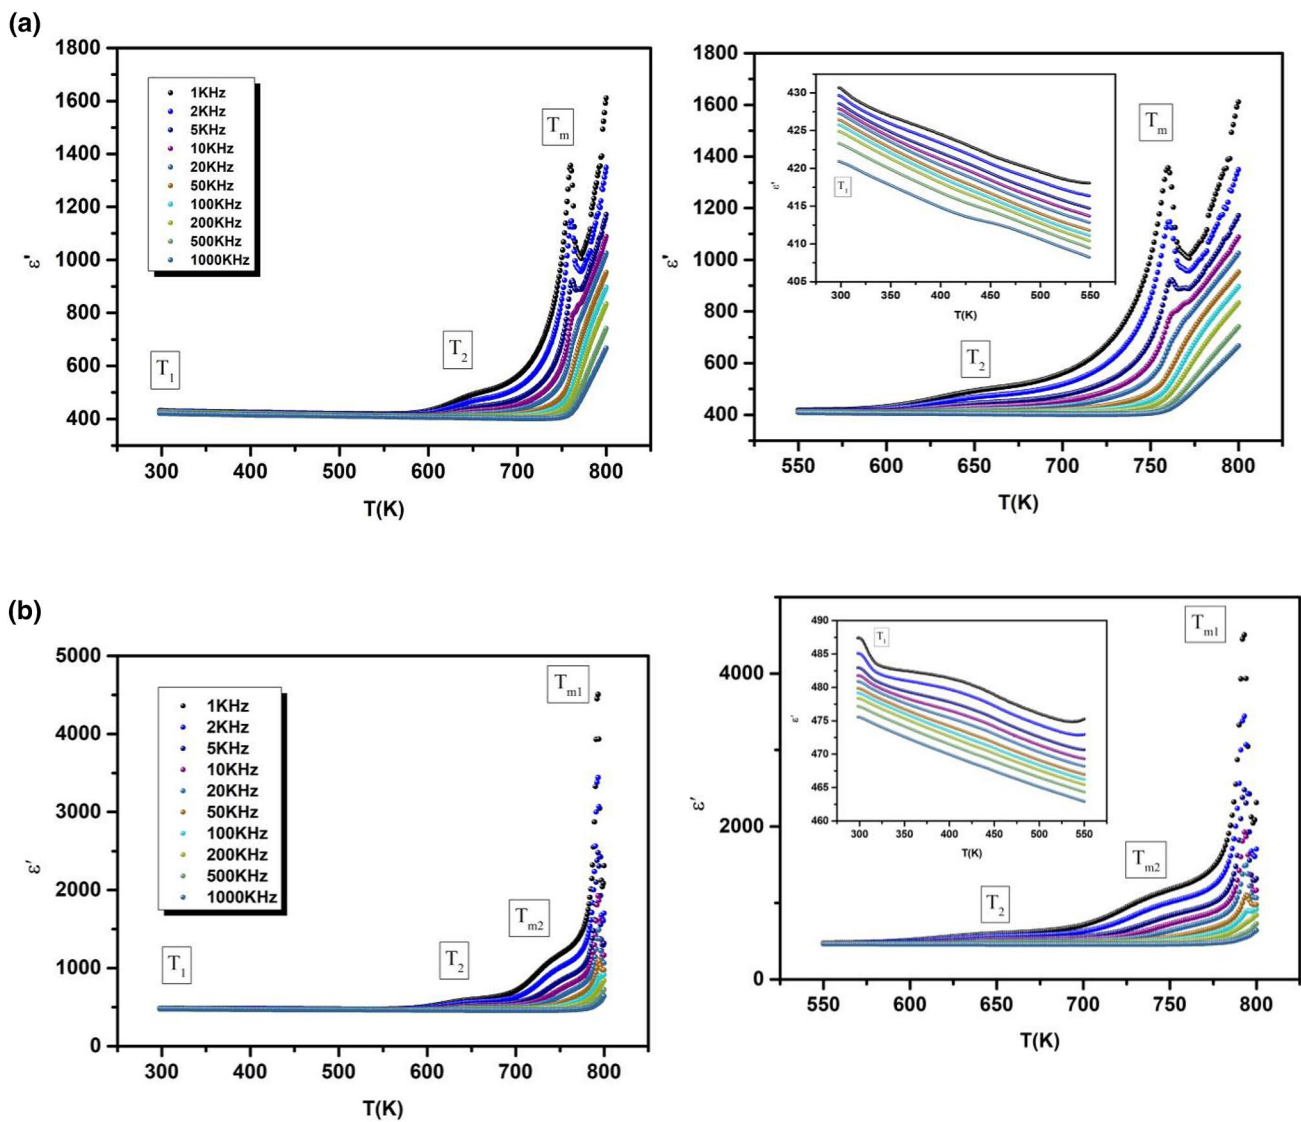 (a)
1800
1600
1400
1200
1000
800
600
400
ε'
1KHz
2KHz
5KHz
10KHz
20KHz
50KHz
100KHz
200KHz
500KHz
1000KHz
T1
T2
Tm
300 400 500 600 700 800
T(K)
1800
1600
1400
1200
1000
800
600
400
ε'
430
425
420
415
410
405
ε'
T1
300 350 400 450 500 550
T(K)
Tm
T2
550 600 650 700 750 800
T(K)
(b)
5000
4000
3000
2000
1000
0
ε′
1KHz
2KHz
5KHz
10KHz
20KHz
50KHz
100KHz
200KHz
500KHz
1000KHz
Tm1
Tm2
T1
T2
300 400 500 600 700 800
T(K)
4000
2000
0
ε′
490
485
480
475
470
465
460
ε′
T1
300 350 400 450 500 550
T(K)
Tm1
Tm2
T2
550 600 650 700 750 800
T(K)